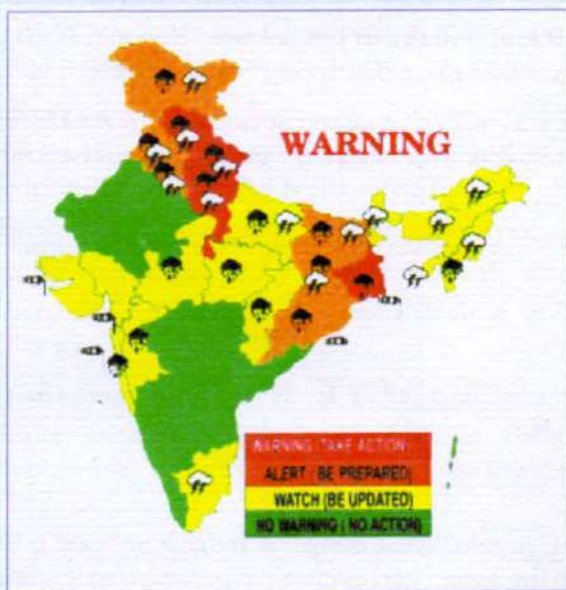 WARNING
WARNING (TAKE ACTION)
ALERT (BE PREPARED)
WATCH (BE UPDATED)
NO WARNING ( NO ACTION)